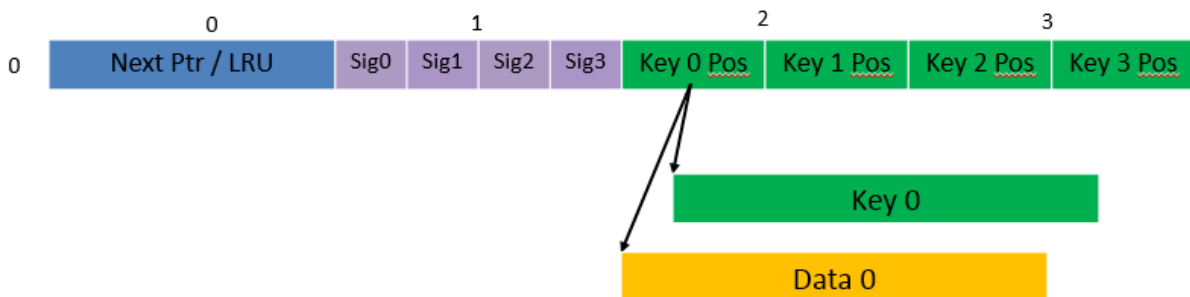 0 1 2 3
0 Next Ptr / LRU Sig0 Sig1 Sig2 Sig3 Key 0 Pos Key 1 Pos Key 2 Pos Key 3 Pos
Key 0
Data 0